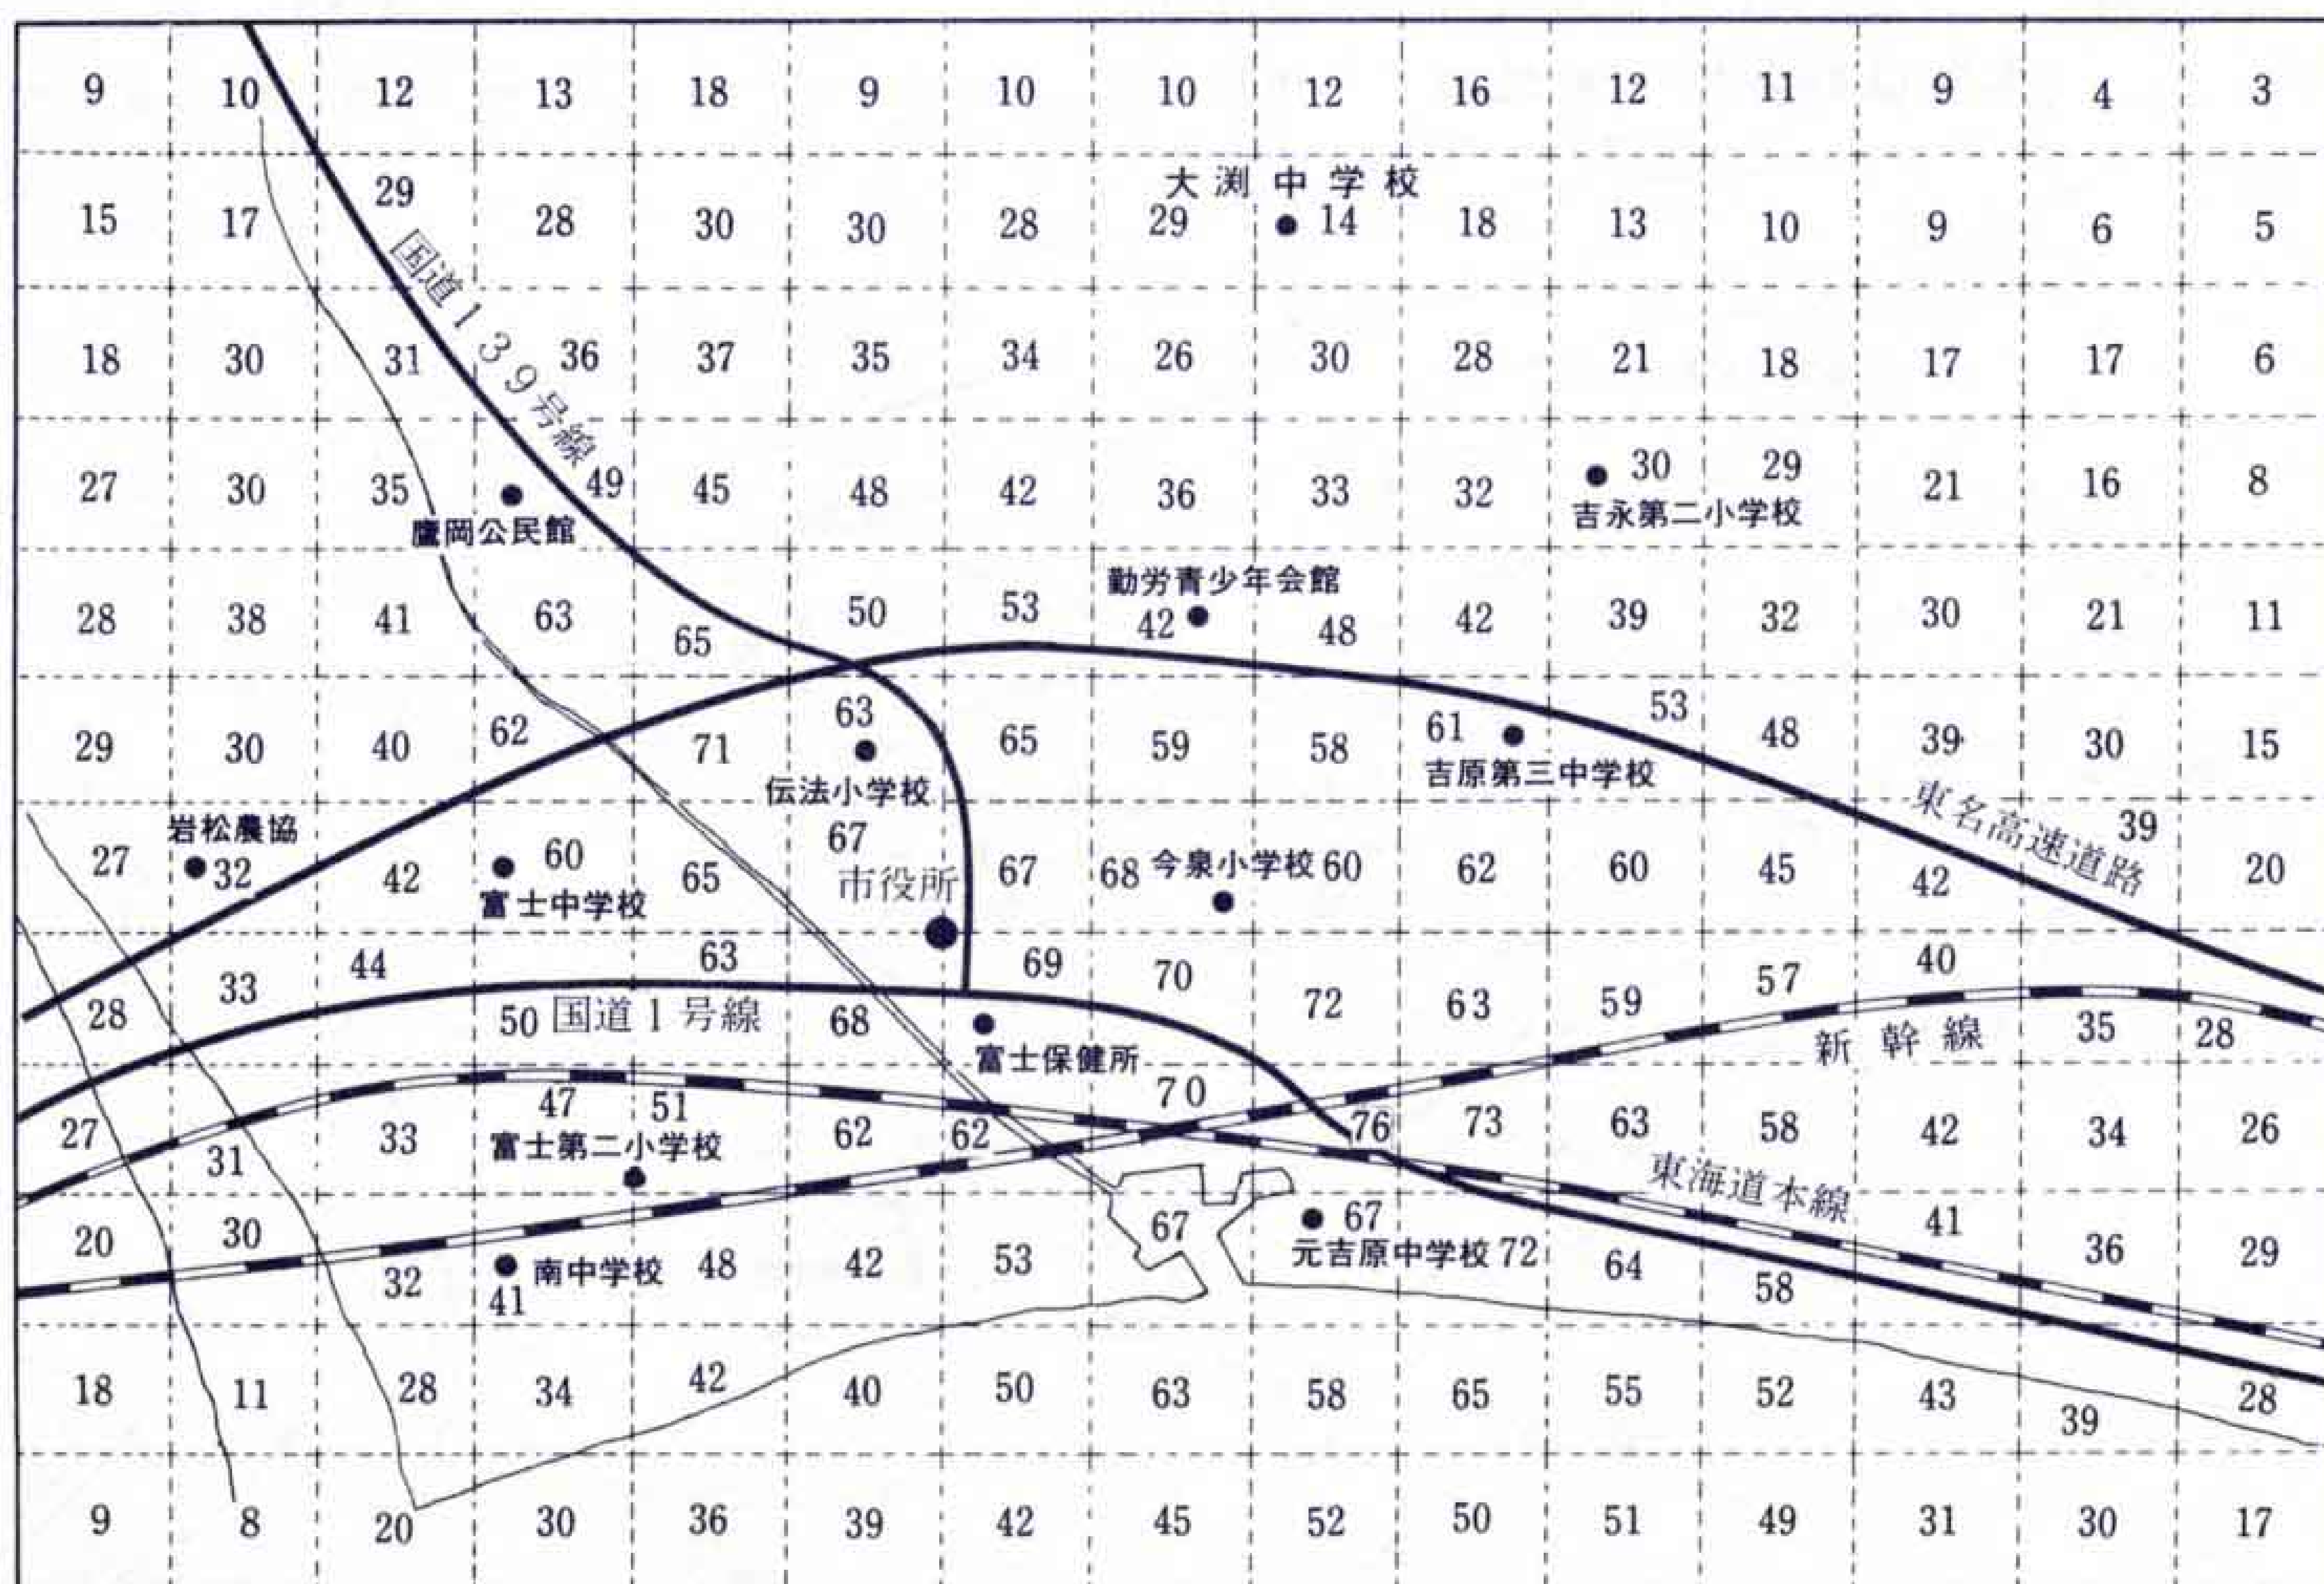 9 10 12 13 18 9 10 10 12 16 12 11 9 4 3
大渕中学校
15 17 29 28 30 30 28 29 14 18 13 10 9 6 5
国道139号線
18 30 31 36 37 35 34 26 30 28 21 18 17 17 6
27 30 35 49 45 48 42 36 33 32 30 29 21 16 8
鷹岡公民館
吉永第二小学校
勤労青少年会館
28 38 41 63 65 50 53 42 48 42 39 32 30 21 11
29 30 40 62 71 63 65 59 58 61 53 48 39 30 15
伝法小学校
吉原第三中学校
東名高速道路
岩松農協
27 32 42 60 65 67 67 68 今泉小学校 60 62 60 45 42 39 20
富士中学校
市役所
28 33 44 50 63 68 69 70 72 63 59 57 40 35 28
国道1号線
新幹線
富士保健所
27 31 33 47 51 62 62 70 76 73 63 58 42 34 26
富士第二小学校
東海道本線
20 30 32 41 48 42 53 67 67 72 64 58 41 36 29
南中学校
元吉原中学校
18 11 28 34 42 40 50 63 58 65 55 52 43 39 28
9 8 20 30 36 39 42 45 52 50 51 49 31 30 17